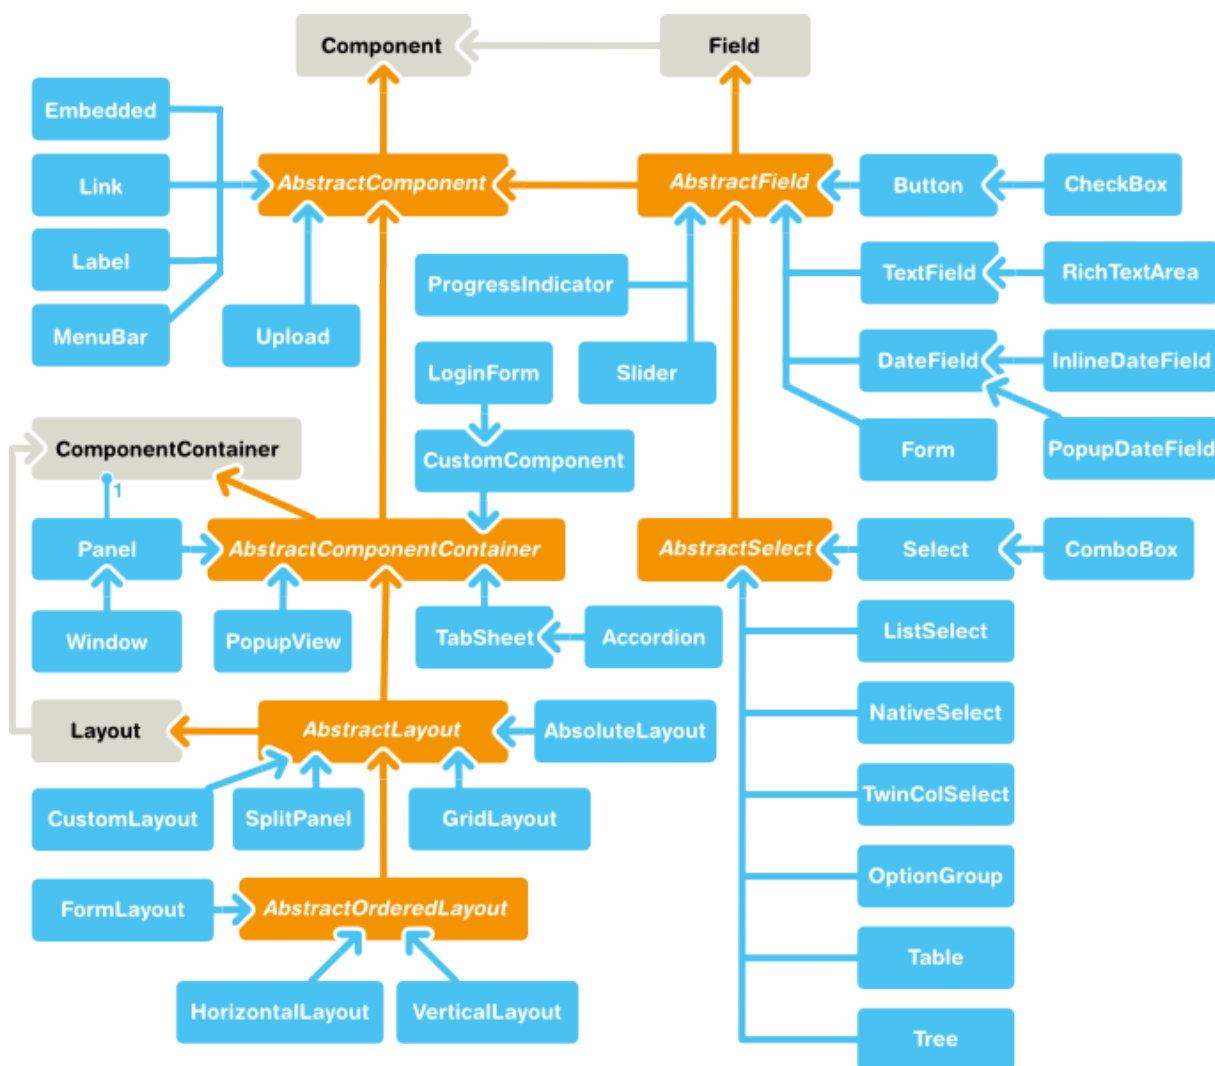 Component
Field
Embedded
Link
Label
MenuBar
AbstractComponent
AbstractField
Button
CheckBox
Upload
ProgressIndicator
TextField
RichTextArea
LoginForm
Slider
DateField
InlineDateField
ComponentContainer
CustomComponent
Form
PopupDateField
1
Panel
AbstractComponentContainer
AbstractSelect
Select
ComboBox
Window
PopupView
TabSheet
Accordion
ListSelect
Layout
AbstractLayout
AbsoluteLayout
NativeSelect
CustomLayout
SplitPanel
GridLayout
TwinColSelect
OptionGroup
FormLayout
AbstractOrderedLayout
Table
HorizontalLayout
VerticalLayout
Tree